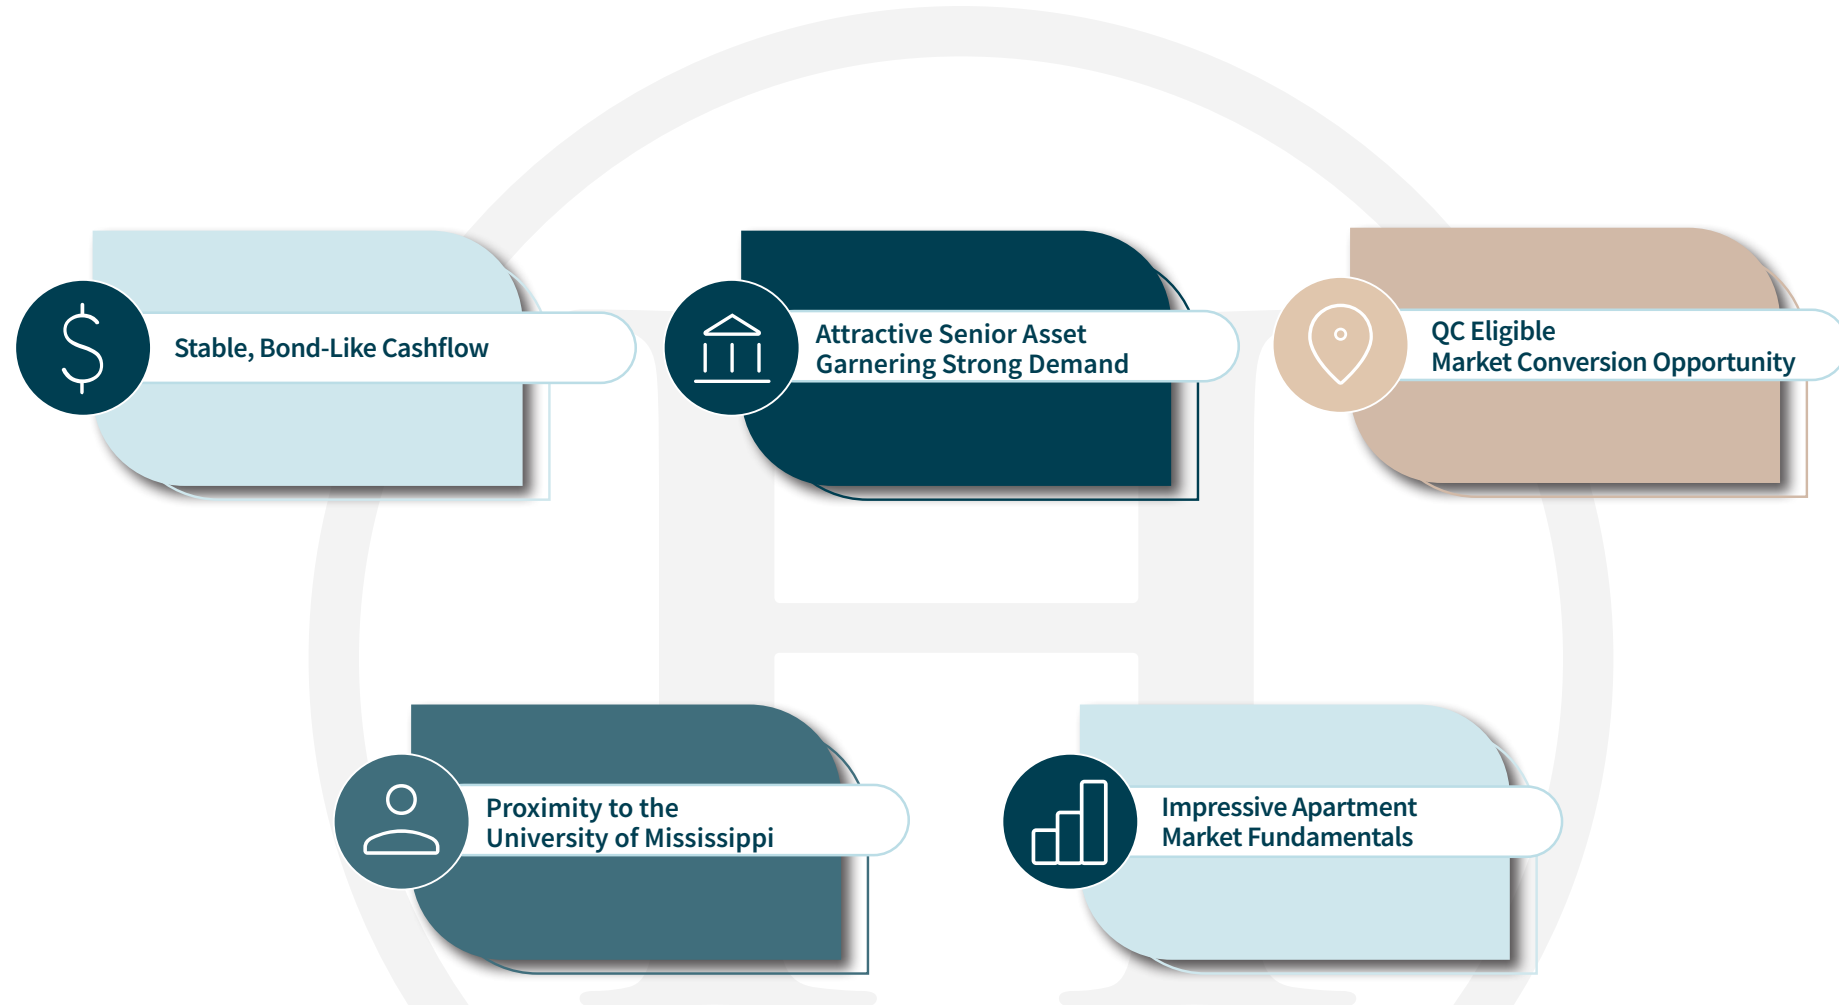 Stable, Bond-Like Cashflow
Attractive Senior Asset
Garnering Strong Demand
QC Eligible
Market Conversion Opportunity
Proximity to the
University of Mississippi
Impressive Apartment
Market Fundamentals